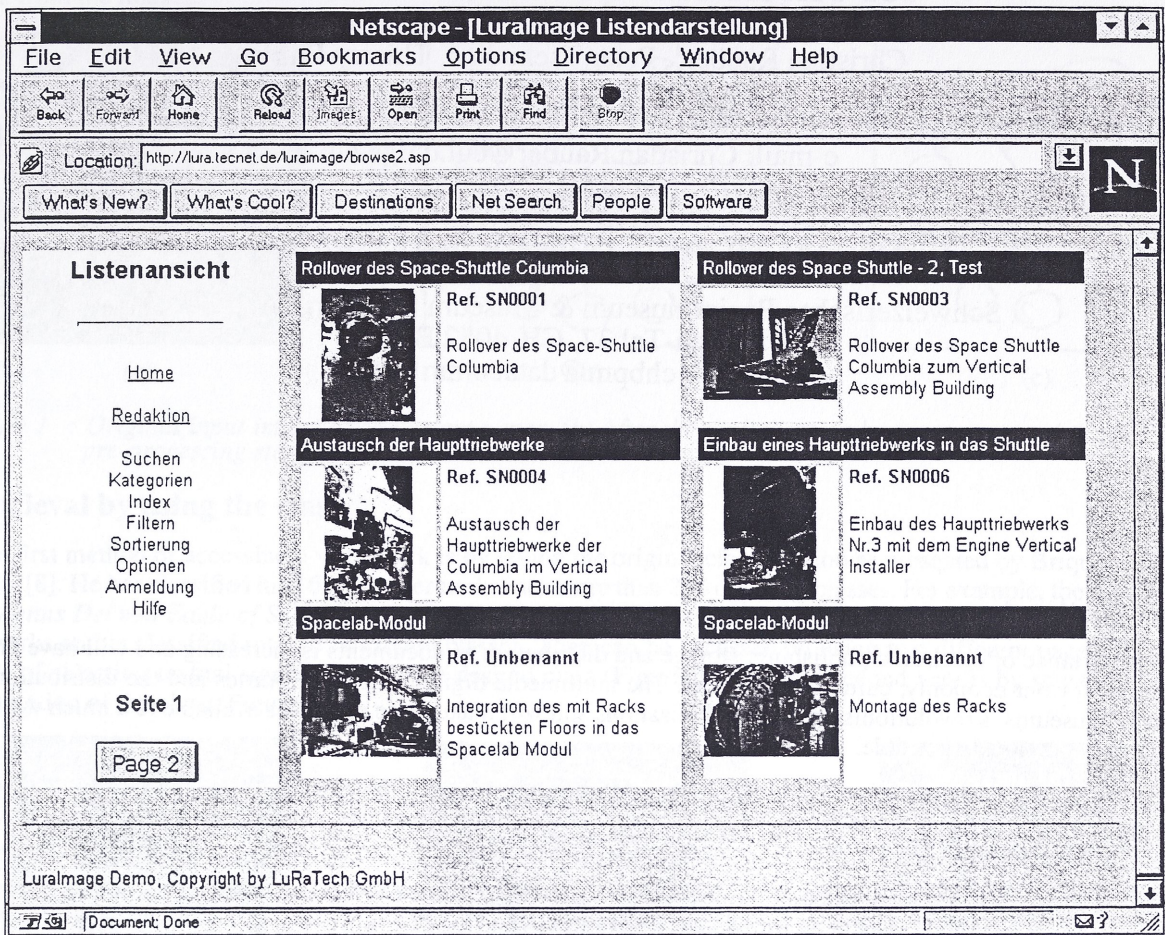 Netscape - [LuraImage Listendarstellung]
File Edit View Go Bookmarks Options Directory Window Help
Back Forward Home Reload Images Open Print Find Stop
Location: http://lura.tecnet.de/luraimage/browse2.asp
N
What's New? What's Cool? Destinations Net Search People Software
Listenansicht
Home
Redaktion
Suchen
Kategorien
Index
Filtern
Sortierung
Optionen
Anmeldung
Hilfe
Seite 1
Page 2
Rollover des Space-Shuttle Columbia
Ref. SN0001
Rollover des Space-Shuttle
Columbia
Rollover des Space Shuttle - 2, Test
Ref. SN0003
Rollover des Space Shuttle
Columbia zum Vertical
Assembly Building
Austausch der Haupttriebwerke
Ref. SN0004
Austausch der
Haupttriebwerke der
Columbia im Vertical
Assembly Building
Einbau eines Haupttriebwerks in das Shuttle
Ref. SN0006
Einbau des Haupttriebwerks
Nr.3 mit dem Engine Vertical
Installer
Spacelab-Modul
Ref. Unbenannt
Integration des mit Racks
bestückten Floors in das
Spacelab Modul
Spacelab-Modul
Ref. Unbenannt
Montage des Racks
LuraImage Demo, Copyright by LuRaTech GmbH
Document: Done